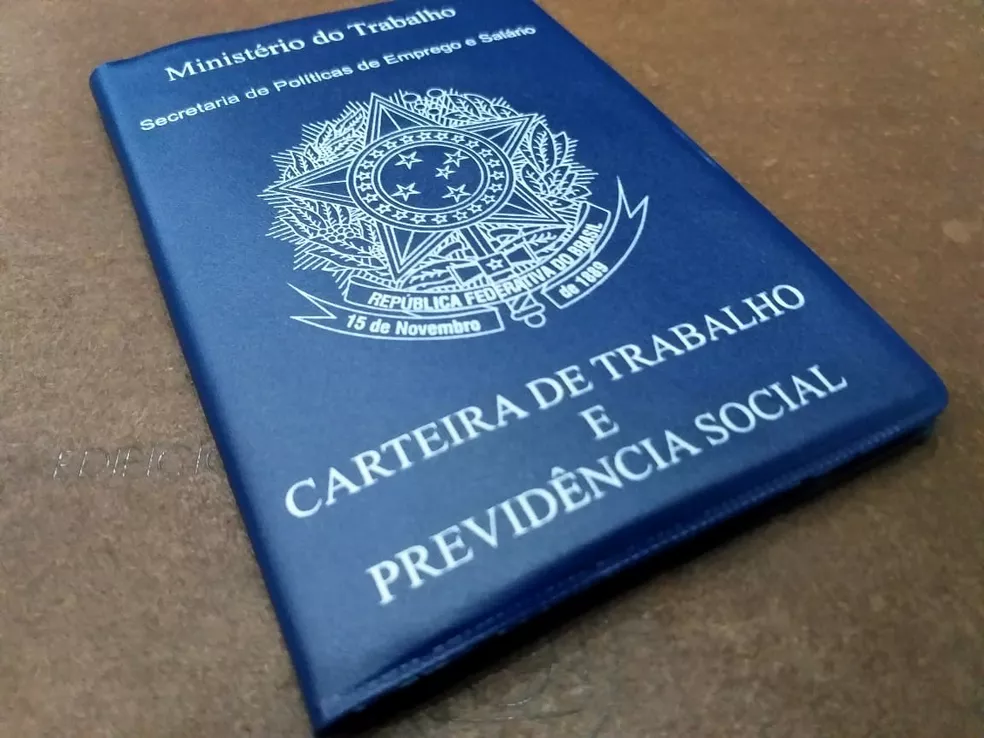 Ministério do Trabalho
Secretaria de Políticas de Emprego e Salário
REPÚBLICA FEDERATIVA DO BRASIL
15 de Novembro de 1889
CARTEIRA DE TRABALHO
E
PREVIDÊNCIA SOCIAL